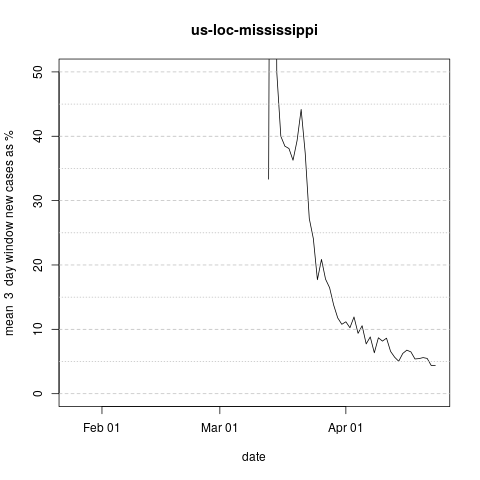 us-loc-mississippi
mean 3 day window new cases as %
50
40
30
20
10
0
Feb 01
Mar 01
Apr 01
date